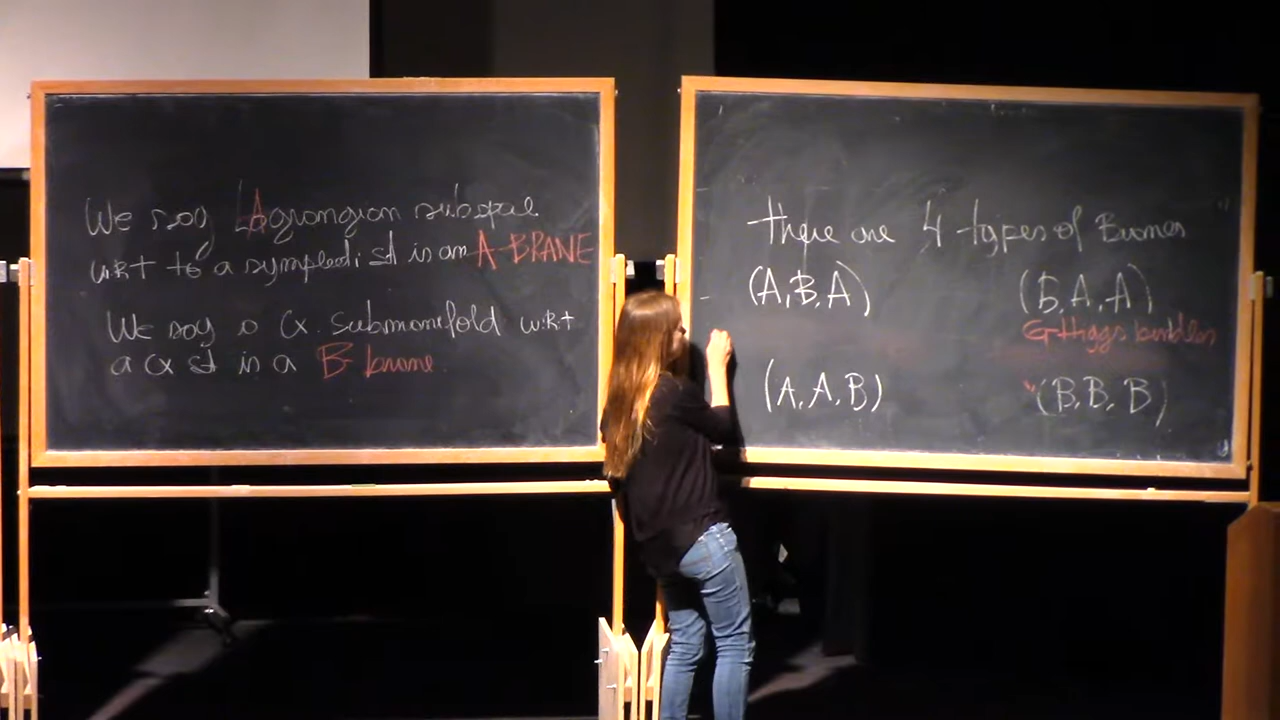 We say LAgrangian subspace
w.R.t to a symplectic st is an A-BRANE
We say a Cx. Submanifold w.R.t
a cx st is a B brane.
there are 4 types of Branes
(A,B,A) (B,A,A)
G Higgs bundles
(A,A,B) (B,B,B)